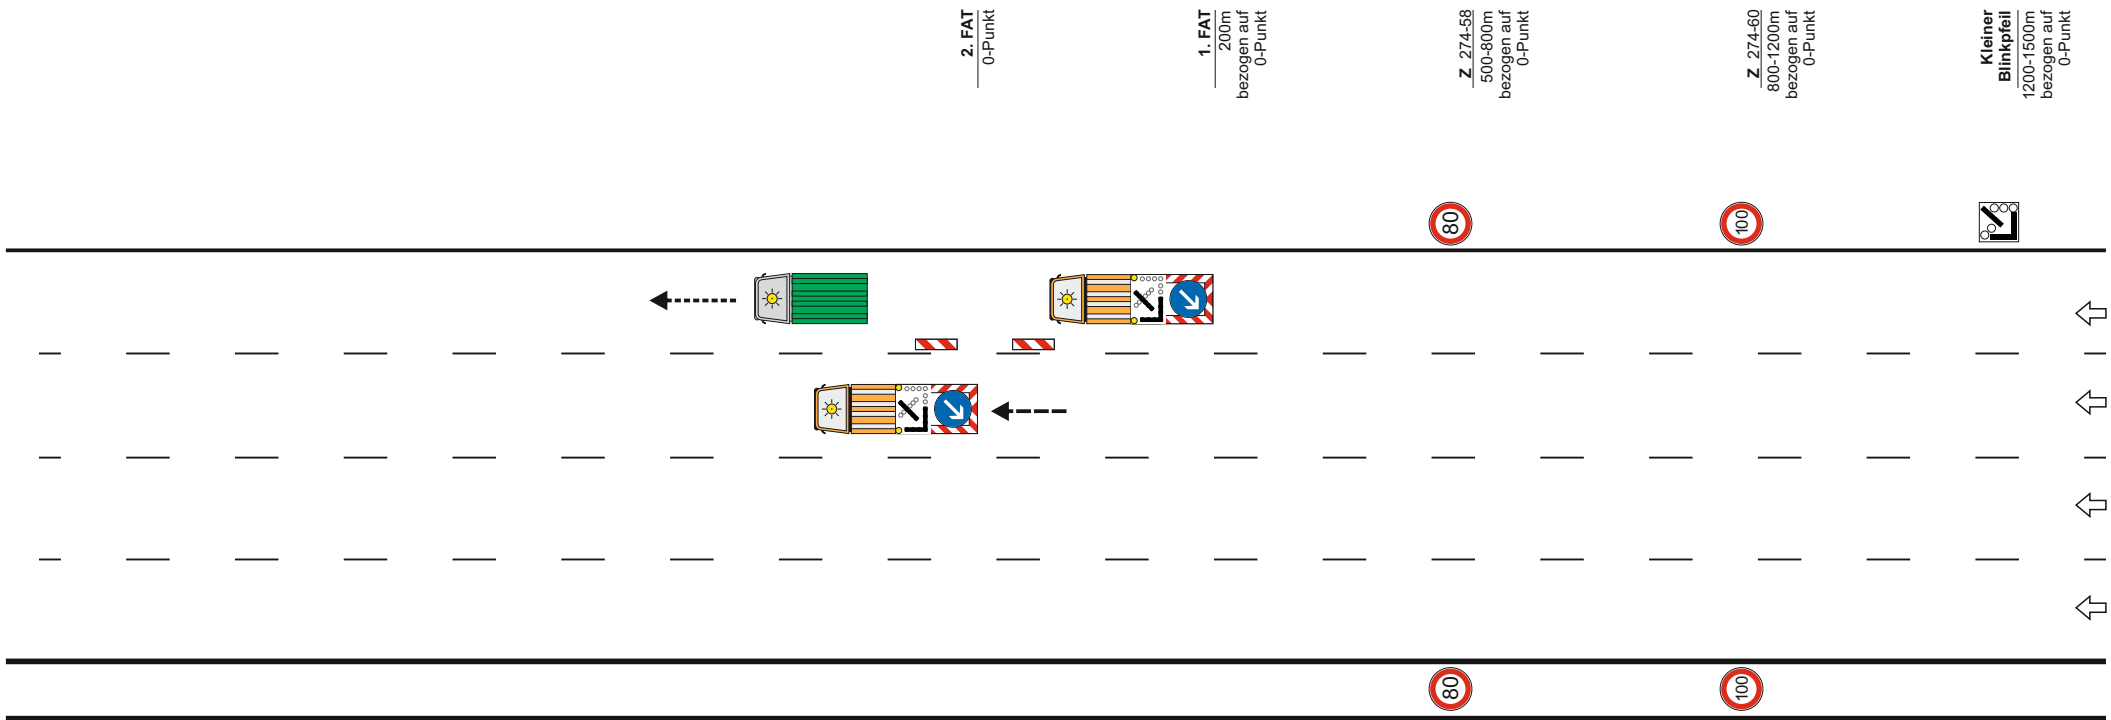 2. FAT
0-Punkt
1. FAT
200m
bezogen auf
0-Punkt
Z 274-58
500-800m
bezogen auf
0-Punkt
Z 274-60
800-1200m
bezogen auf
0-Punkt
Kleiner
Blinkpfeil
1200-1500m
bezogen auf
0-Punkt
80
100
80
100